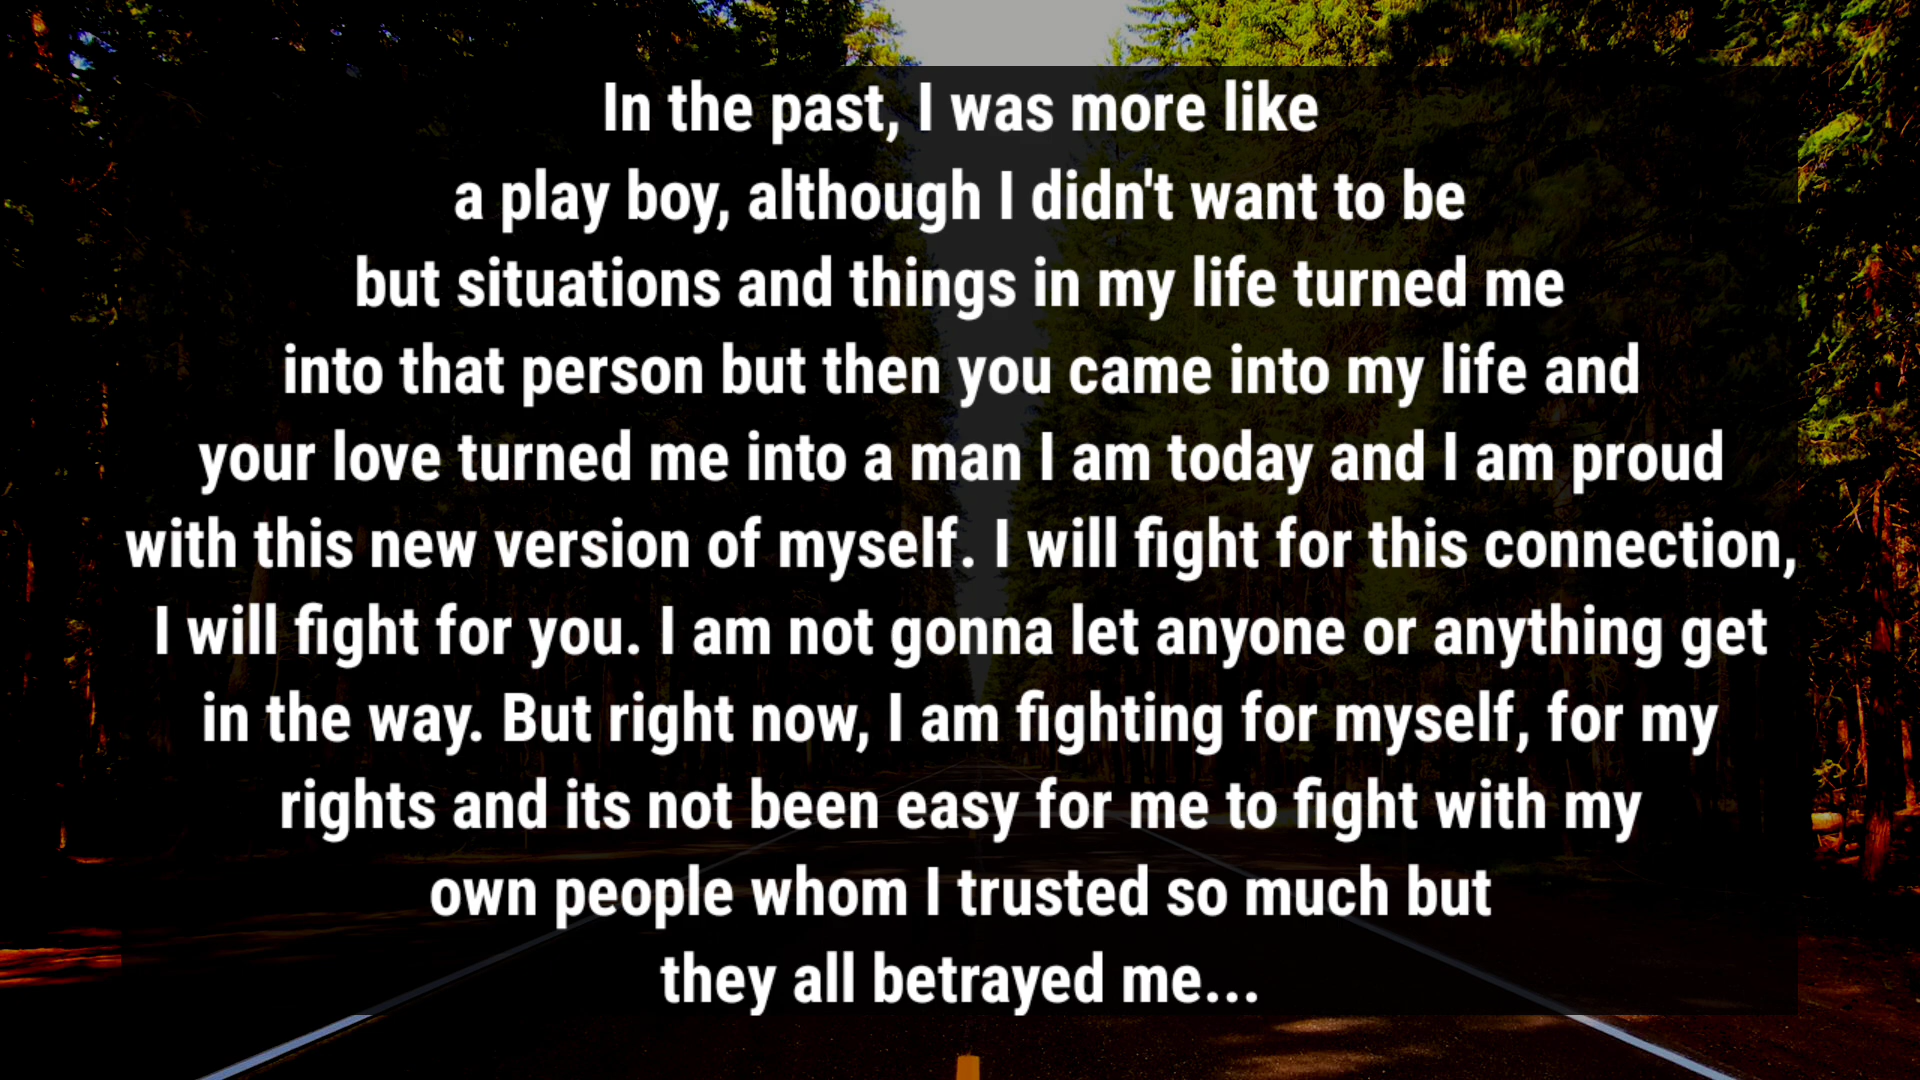 In the past, I was more like
a play boy, although I didn't want to be
but situations and things in my life turned me
into that person but then you came into my life and
your love turned me into a man I am today and I am proud
with this new version of myself. I will fight for this connection,
I will fight for you. I am not gonna let anyone or anything get
in the way. But right now, I am fighting for myself, for my
rights and its not been easy for me to fight with my
own people whom I trusted so much but
they all betrayed me...